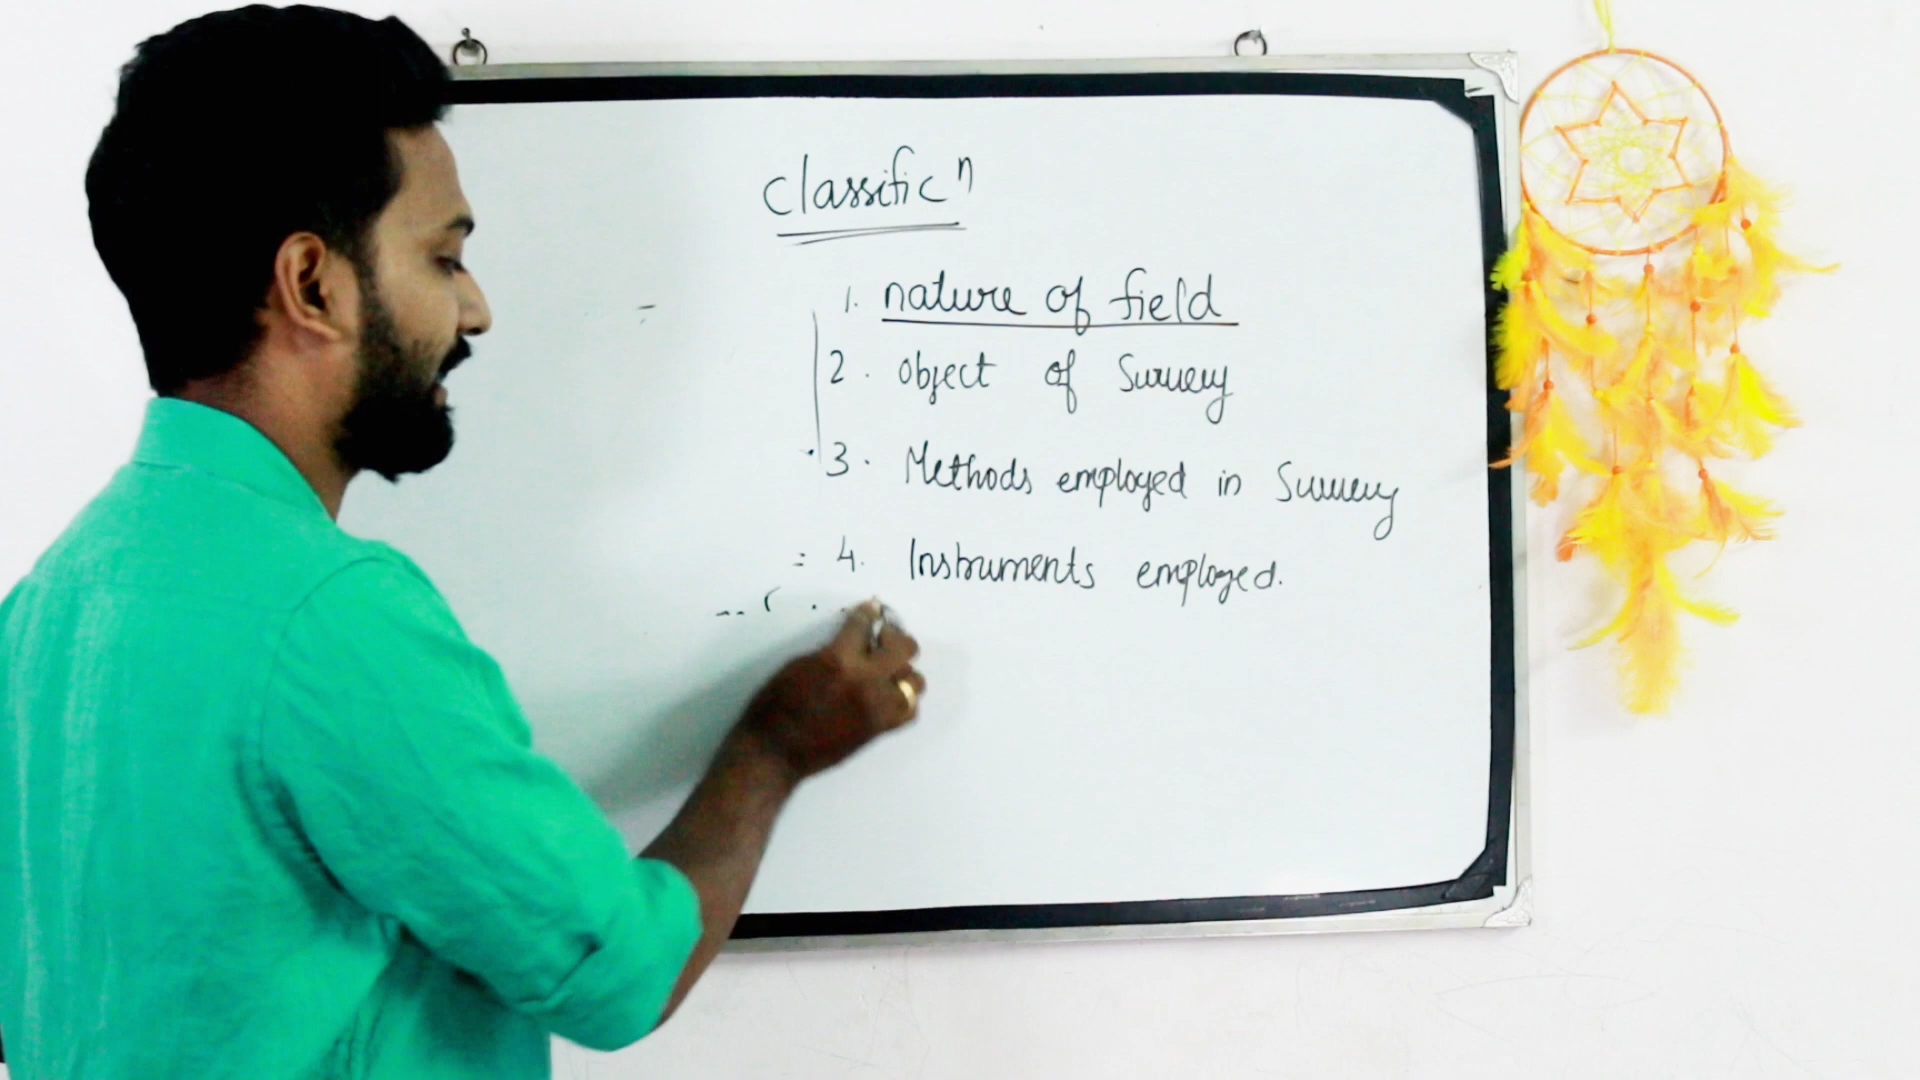 classificⁿ
1. nature of field
2. object of Survey
3. Methods employed in Survey
4. Instruments employed.